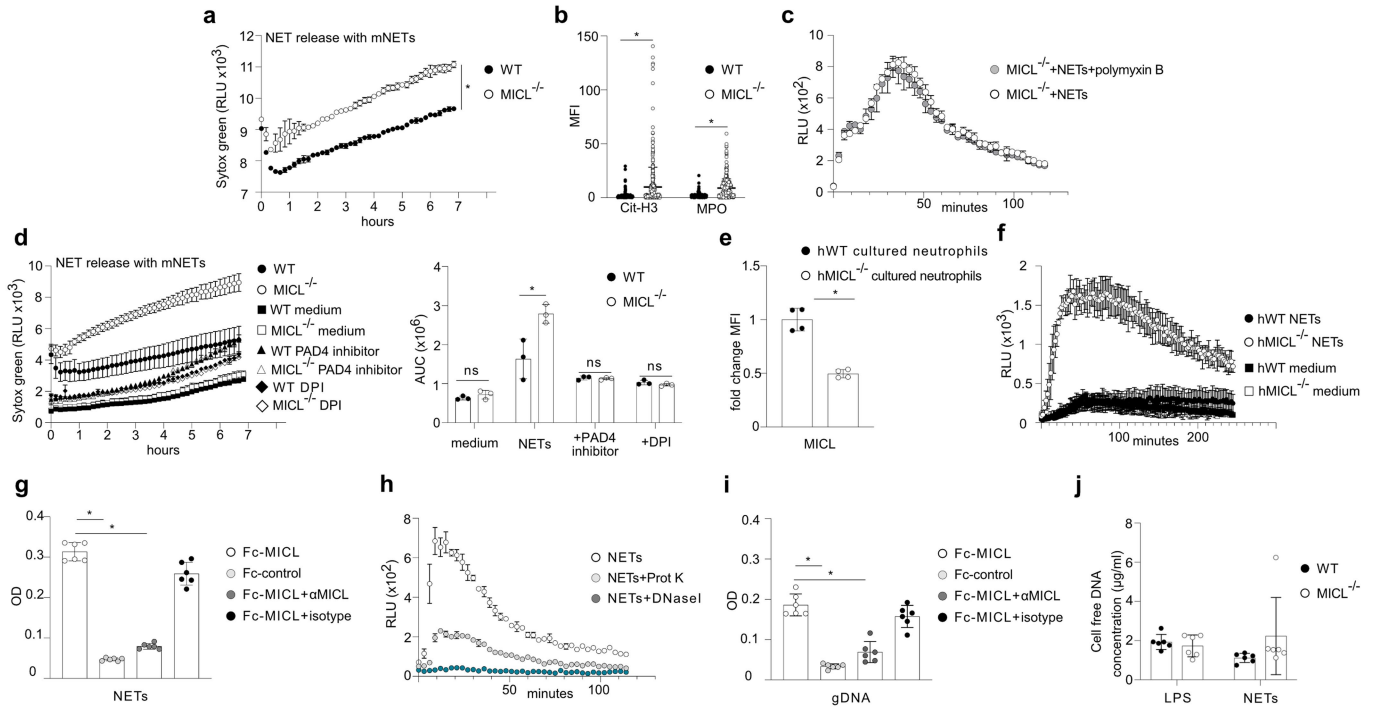 a
NET release with mNETs
Sytox green (RLU x10³)
12
11
10
9
8
7
0 1 2 3 4 5 6 7
hours
WT
MICL⁻/⁻
*
b
MFI
150
100
50
0
*
*
Cit-H3 MPO
WT
MICL⁻/⁻
c
RLU (x10²)
10
8
6
4
2
0
50 100
minutes
MICL⁻/⁻+NETs+polymyxin B
MICL⁻/⁻+NETs
d
NET release with mNETs
Sytox green (RLU x10³)
10
8
6
4
2
0
0 1 2 3 4 5 6 7 8
hours
WT
MICL⁻/⁻
WT medium
MICL⁻/⁻ medium
WT PAD4 inhibitor
MICL⁻/⁻ PAD4 inhibitor
WT DPI
MICL⁻/⁻ DPI
AUC (x10⁶)
4
3
2
1
0
ns
*
ns
ns
medium NETs +PAD4 inhibitor +DPI
WT
MICL⁻/⁻
e
hWT cultured neutrophils
hMICL⁻/⁻ cultured neutrophils
fold change MFI
1.5
1.0
0.5
0
*
MICL
f
RLU (x10³)
2
1.5
1
0.5
0
100 200
minutes
hWT NETs
hMICL⁻/⁻ NETs
hWT medium
hMICL⁻/⁻ medium
g
OD
0.4
0.3
0.2
0.1
0
*
*
NETs
Fc-MICL
Fc-control
Fc-MICL+αMICL
Fc-MICL+isotype
h
RLU (x10²)
8
6
4
2
0
50 100
minutes
NETs
NETs+Prot K
NETs+DNaseI
i
OD
0.4
0.3
0.2
0.1
0
*
*
gDNA
Fc-MICL
Fc-control
Fc-MICL+αMICL
Fc-MICL+isotype
j
Cell free DNA
concentration (µg/ml)
8
6
4
2
0
LPS NETs
WT
MICL⁻/⁻